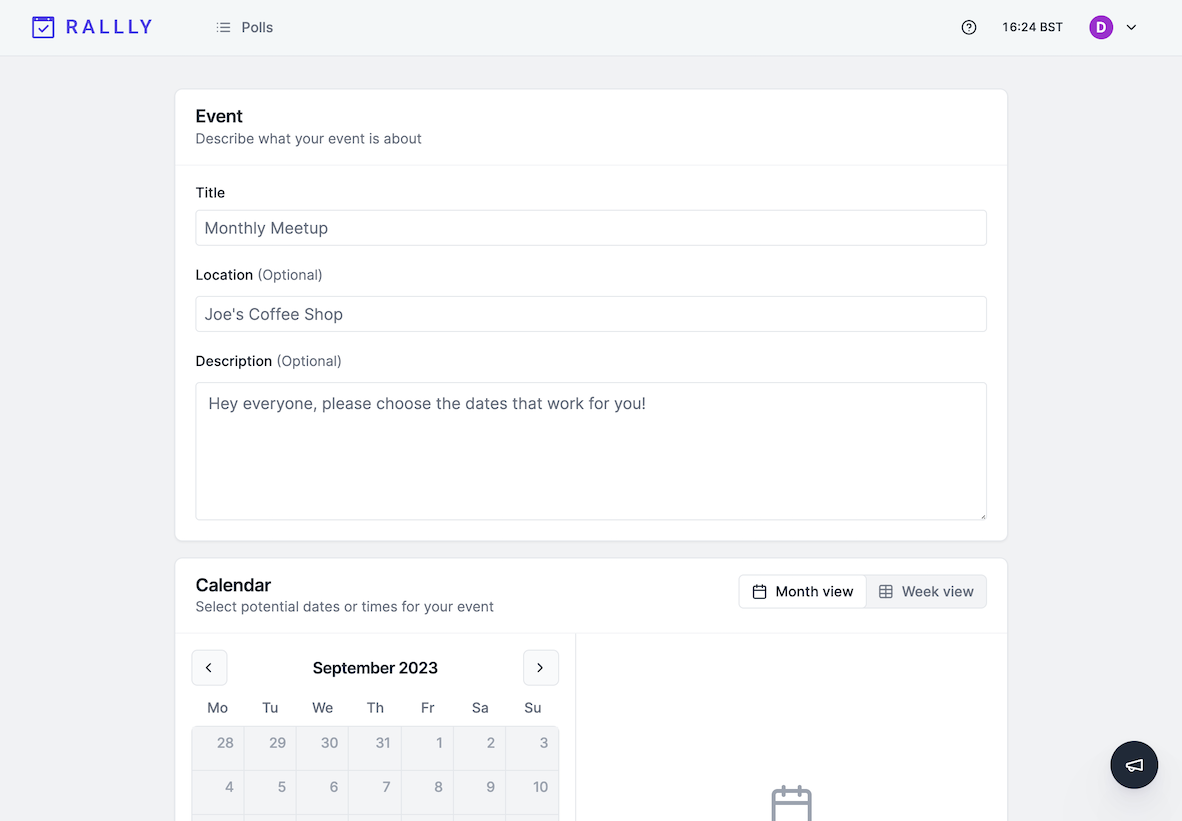 RALLLY Polls 16:24 BST D
Event
Describe what your event is about
Title
Monthly Meetup
Location (Optional)
Joe's Coffee Shop
Description (Optional)
Hey everyone, please choose the dates that work for you!
Calendar
Select potential dates or times for your event
Month view Week view
September 2023
Mo Tu We Th Fr Sa Su
28 29 30 31 1 2 3
4 5 6 7 8 9 10